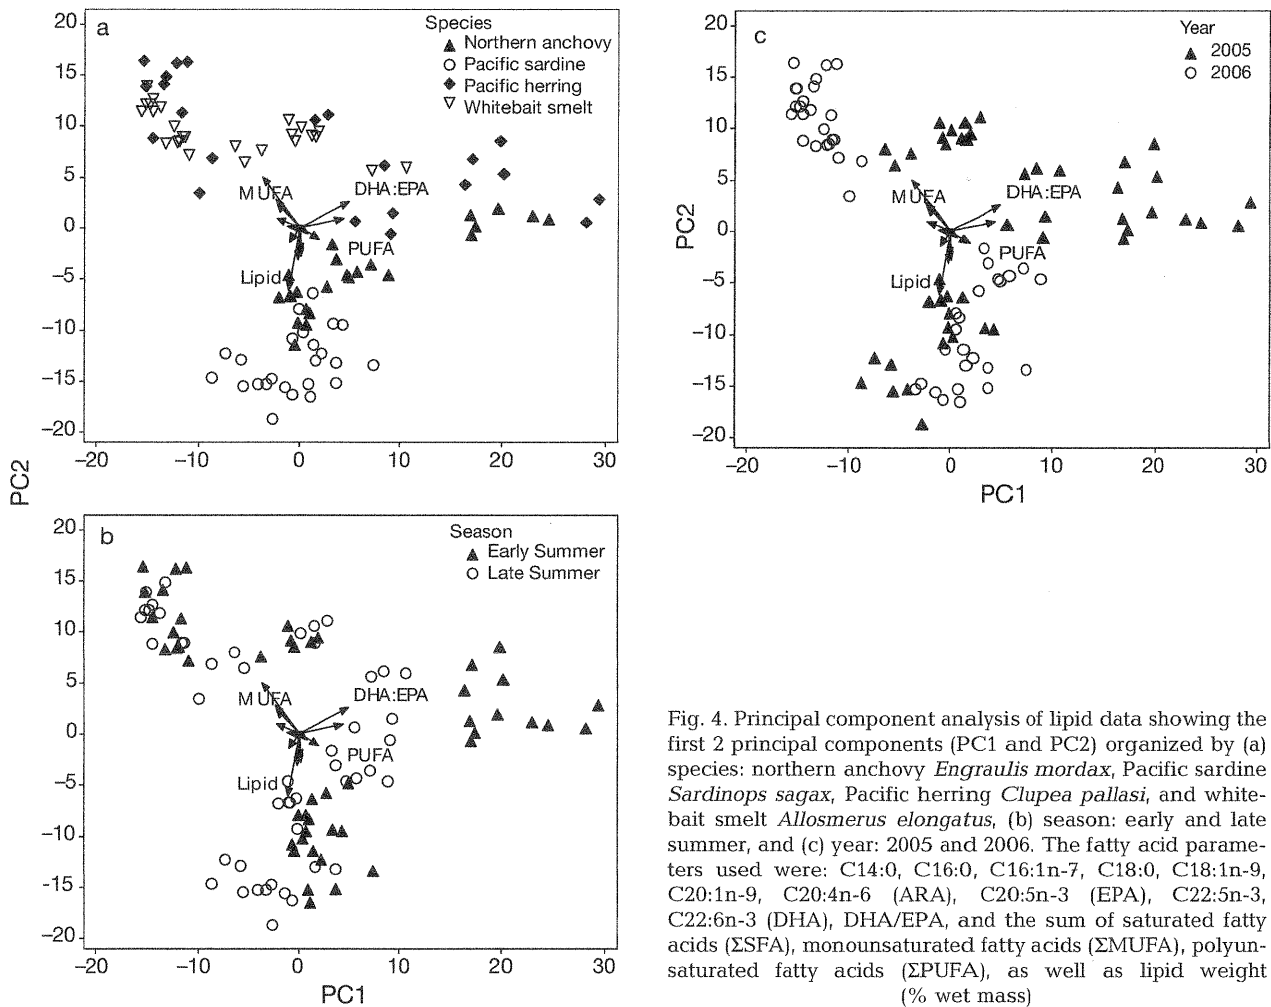 a
Species
Northern anchovy
Pacific sardine
Pacific herring
Whitebait smelt
20
15
10
5
0
–5
–10
–15
–20
MUFA
DHA:EPA
PUFA
Lipid
–20 –10 0 10 20 30
PC2
c
Year
2005
2006
20
10
0
–10
–20
PC2
MUFA
DHA:EPA
PUFA
Lipid
–20 –10 0 10 20 30
PC1
b
Season
Early Summer
Late Summer
20
15
10
5
0
–5
–10
–15
–20
MUFA
DHA:EPA
PUFA
Lipid
–20 –10 0 10 20 30
PC1
Fig. 4. Principal component analysis of lipid data showing the
first 2 principal components (PC1 and PC2) organized by (a)
species: northern anchovy Engraulis mordax, Pacific sardine
Sardinops sagax, Pacific herring Clupea pallasi, and white-
bait smelt Allosmerus elongatus, (b) season: early and late
summer, and (c) year: 2005 and 2006. The fatty acid parame-
ters used were: C14:0, C16:0, C16:1n-7, C18:0, C18:1n-9,
C20:1n-9, C20:4n-6 (ARA), C20:5n-3 (EPA), C22:5n-3,
C22:6n-3 (DHA), DHA/EPA, and the sum of saturated fatty
acids (ΣSFA), monounsaturated fatty acids (ΣMUFA), polyun-
saturated fatty acids (ΣPUFA), as well as lipid weight
(% wet mass)